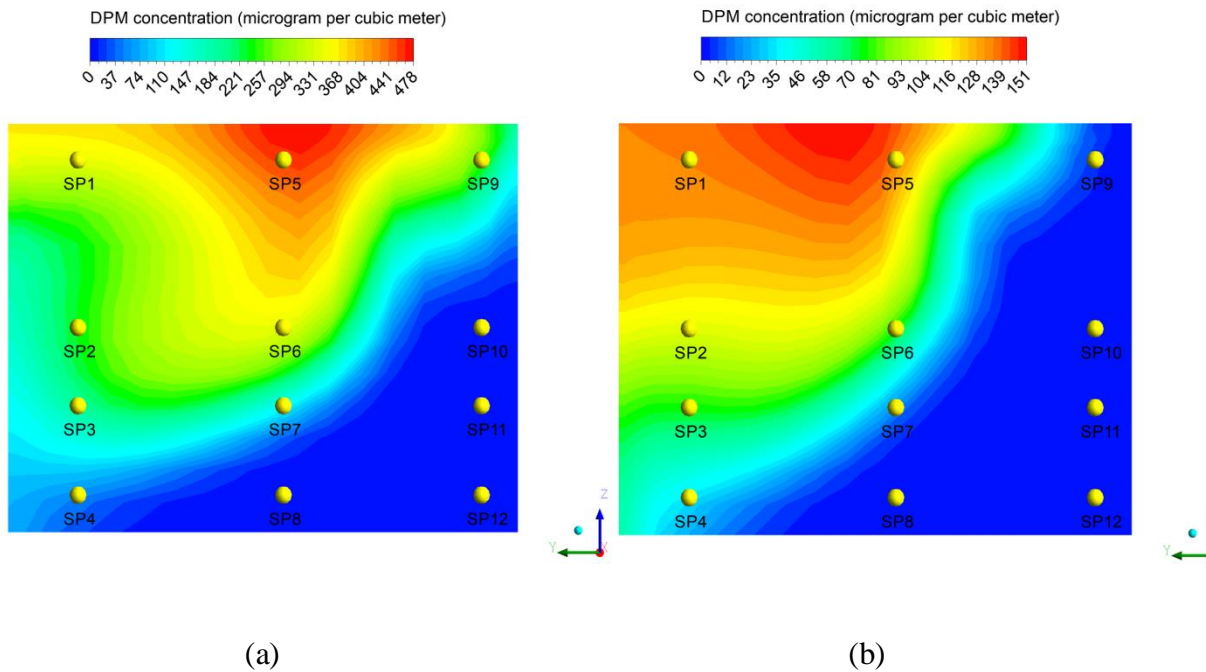 DPM concentration (microgram per cubic meter)
0 37 74 110 147 184 221 257 294 331 368 404 441 478
SP1 SP5 SP9
SP2 SP6 SP10
SP3 SP7 SP11
SP4 SP8 SP12
Z
Y X
(a)
DPM concentration (microgram per cubic meter)
0 12 23 35 46 58 70 81 93 104 116 128 139 151
SP1 SP5 SP9
SP2 SP6 SP10
SP3 SP7 SP11
SP4 SP8 SP12
Y
(b)